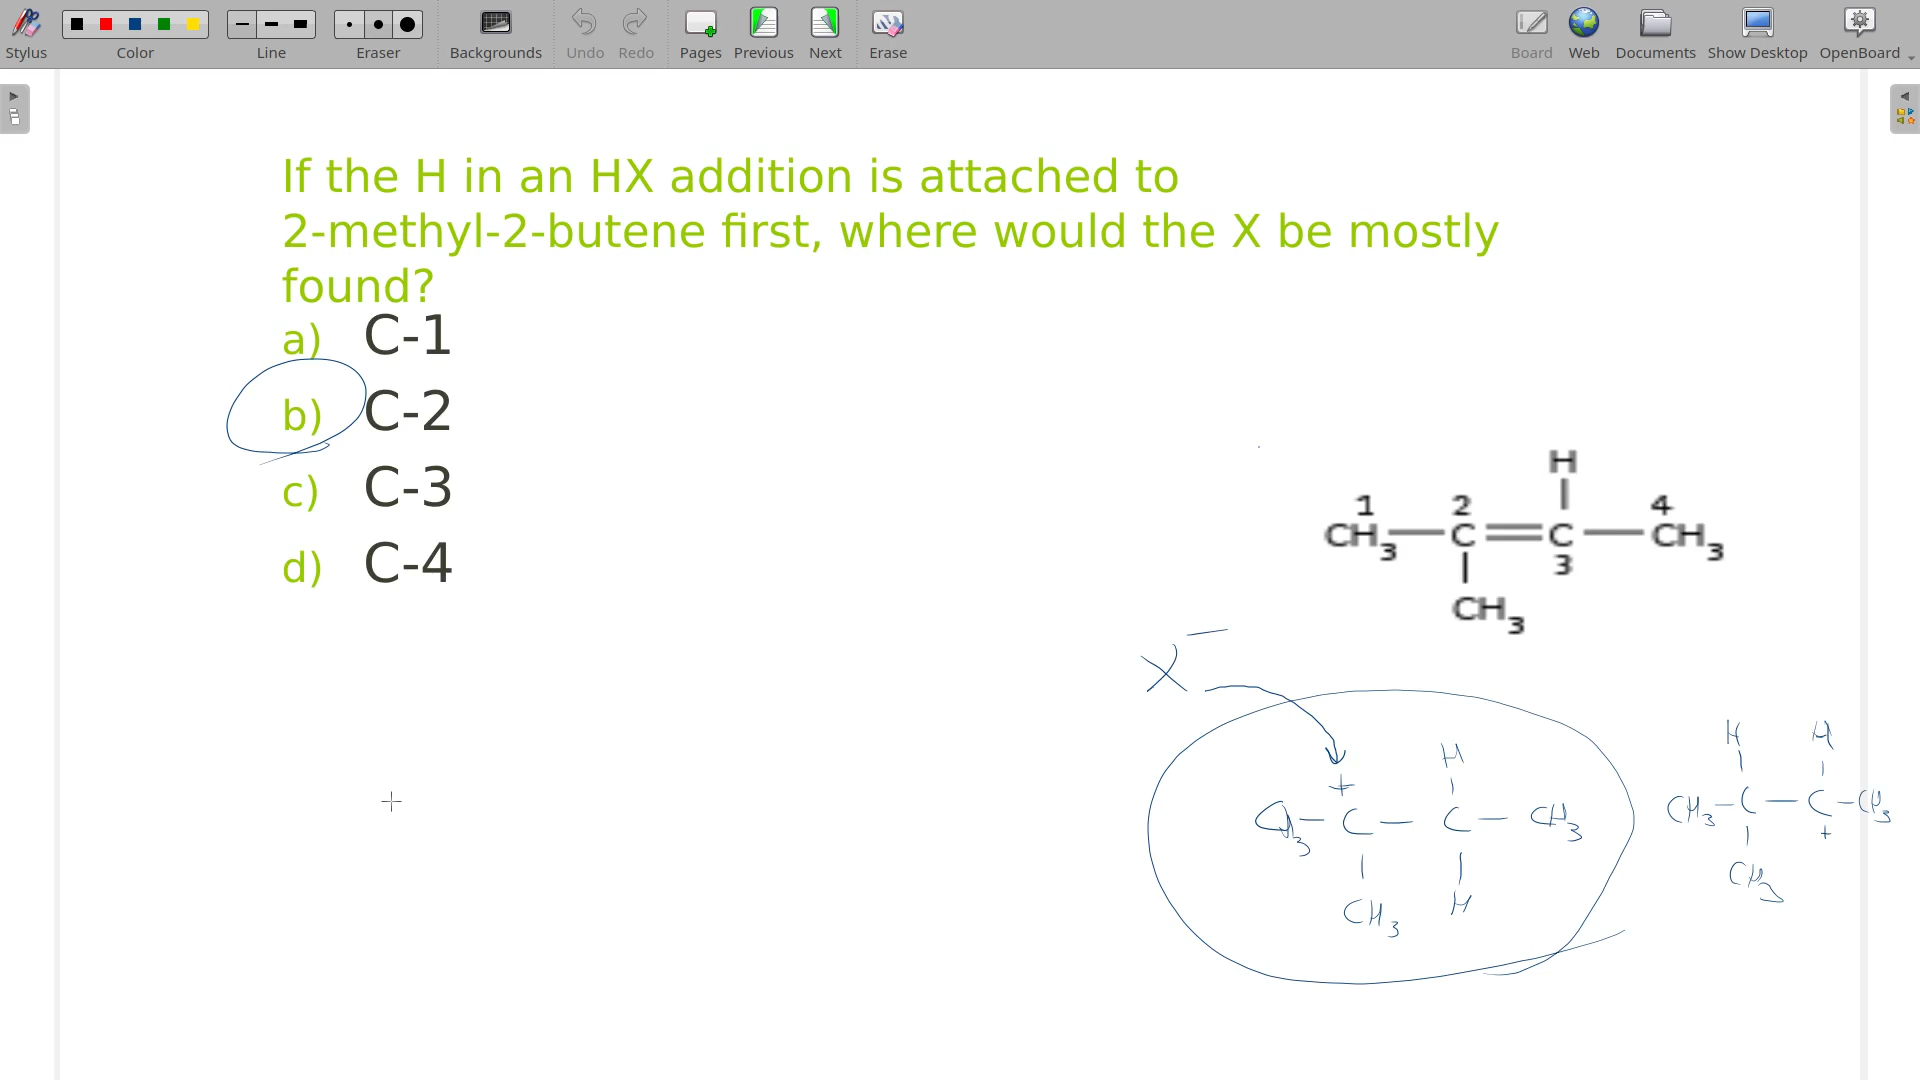 Stylus
Color
Line
Eraser
Backgrounds
Undo
Redo
Pages
Previous
Next
Erase
Board
Web
Documents
Show Desktop
OpenBoard
If the H in an HX addition is attached to
2-methyl-2-butene first, where would the X be mostly
found?
a) C-1
b) C-2
c) C-3
d) C-4
H
1 2 4
CH3 C C CH3
3
CH3
X −
H
+
CH3 – C – C – CH3
CH3 H
H H
CH3 – C – C – CH3
+
CH3